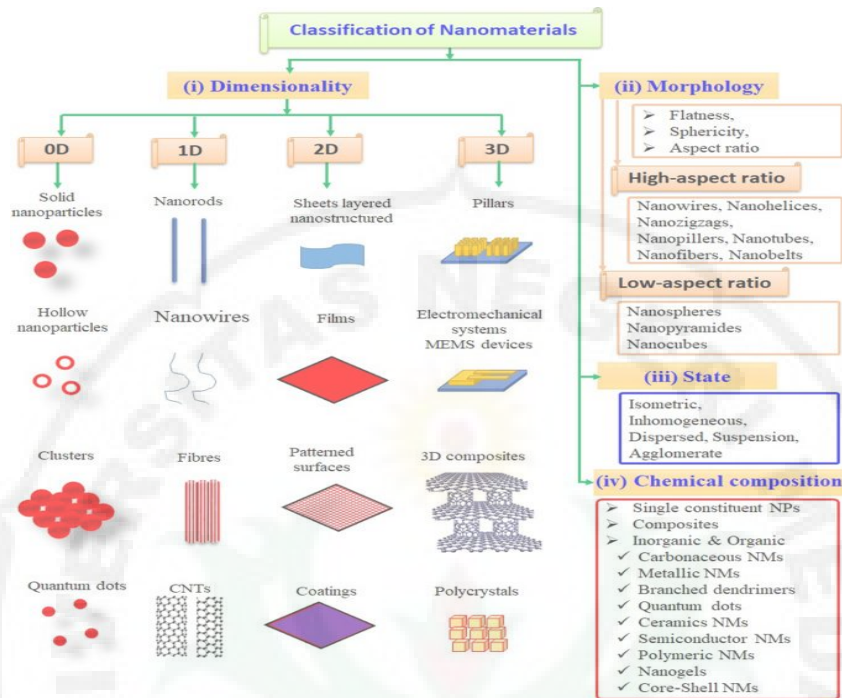 Classification of Nanomaterials
(i) Dimensionality
0D
1D
2D
3D
Solid
nanoparticles
Nanorods
Sheets layered
nanostructured
Pillars
Hollow
nanoparticles
Nanowires
Films
Electromechanical
systems
MEMS devices
Clusters
Fibres
Patterned
surfaces
3D composites
Quantum dots
CNTs
Coatings
Polycrystals
(ii) Morphology
➢ Flatness,
➢ Sphericity,
➢ Aspect ratio
High-aspect ratio
Nanowires, Nanohelices,
Nanozigzags,
Nanopillers, Nanotubes,
Nanofibers, Nanobelts
Low-aspect ratio
Nanospheres
Nanopyramides
Nanocubes
(iii) State
Isometric,
Inhomogeneous,
Dispersed, Suspension,
Agglomerate
(iv) Chemical composition
➢ Single constituent NPs
➢ Composites
➢ Inorganic & Organic
✓ Carbonaceous NMs
✓ Metallic NMs
✓ Branched dendrimers
✓ Quantum dots
✓ Ceramics NMs
✓ Semiconductor NMs
✓ Polymeric NMs
✓ Nanogels
✓ Core-Shell NMs